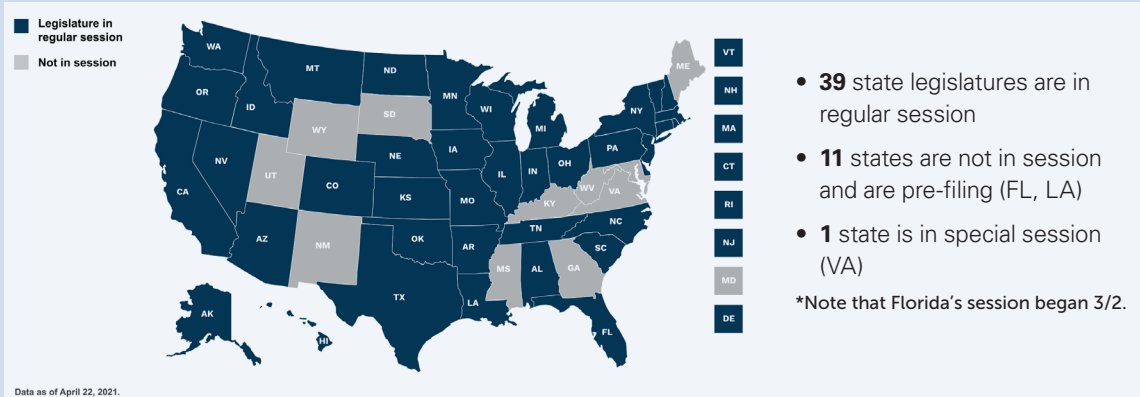 Legislature in
regular session
Not in session
WA
OR
CA
NV
ID
MT
WY
UT
AZ
CO
NM
ND
SD
NE
KS
OK
TX
MN
IA
MO
AR
LA
WI
IL
MI
IN
OH
KY
TN
MS
AL
GA
FL
SC
NC
VA
WV
PA
NY
ME
AK
HI
VT
NH
MA
CT
RI
NJ
MD
DE
• 39 state legislatures are in
regular session
• 11 states are not in session
and are pre-filing (FL, LA)
• 1 state is in special session
(VA)
*Note that Florida's session began 3/2.
Data as of April 22, 2021.